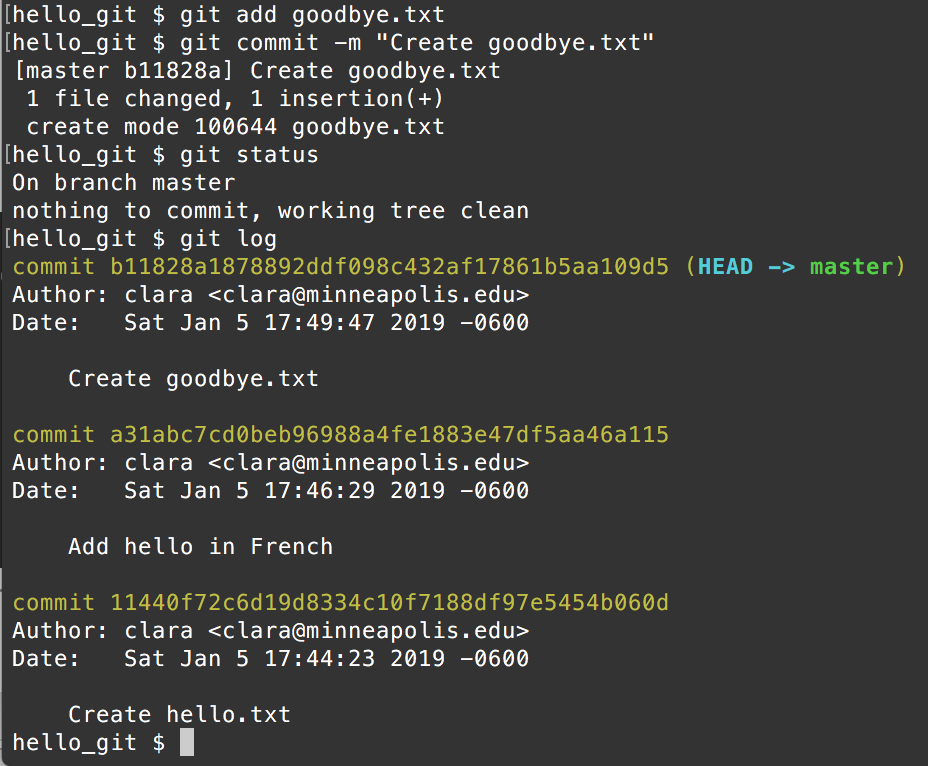 [hello_git $ git add goodbye.txt
[hello_git $ git commit -m "Create goodbye.txt"
[master b11828a] Create goodbye.txt
 1 file changed, 1 insertion(+)
 create mode 100644 goodbye.txt
[hello_git $ git status
On branch master
nothing to commit, working tree clean
[hello_git $ git log
commit b11828a1878892ddf098c432af17861b5aa109d5 (HEAD -> master)
Author: clara <clara@minneapolis.edu>
Date:   Sat Jan 5 17:49:47 2019 -0600

    Create goodbye.txt

commit a31abc7cd0beb96988a4fe1883e47df5aa46a115
Author: clara <clara@minneapolis.edu>
Date:   Sat Jan 5 17:46:29 2019 -0600

    Add hello in French

commit 11440f72c6d19d8334c10f7188df97e5454b060d
Author: clara <clara@minneapolis.edu>
Date:   Sat Jan 5 17:44:23 2019 -0600

    Create hello.txt
hello_git $